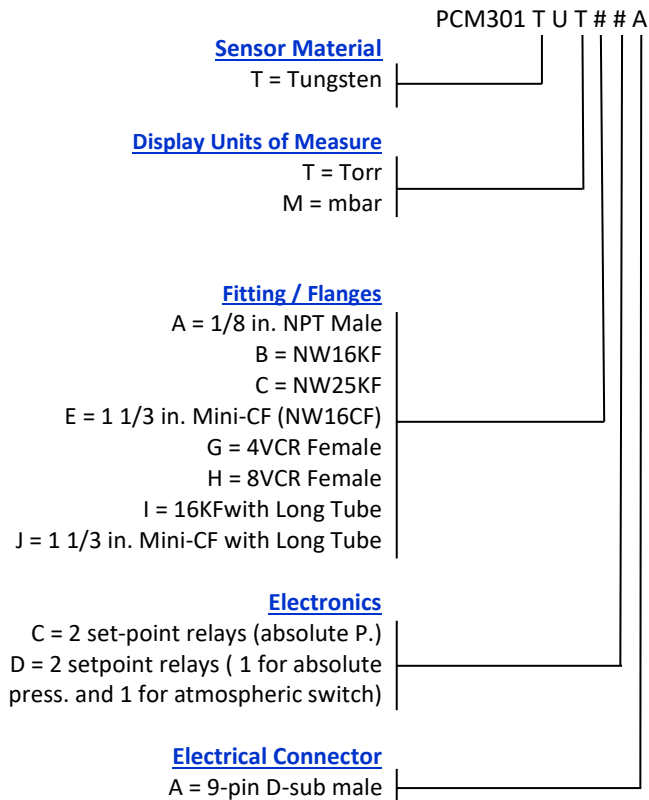 PCM301 T U T # # A
Sensor Material
T = Tungsten
Display Units of Measure
T = Torr
M = mbar
Fitting / Flanges
A = 1/8 in. NPT Male
B = NW16KF
C = NW25KF
E = 1 1/3 in. Mini-CF (NW16CF)
G = 4VCR Female
H = 8VCR Female
I = 16KFwith Long Tube
J = 1 1/3 in. Mini-CF with Long Tube
Electronics
C = 2 set-point relays (absolute P.)
D = 2 setpoint relays ( 1 for absolute
press. and 1 for atmospheric switch)
Electrical Connector
A = 9-pin D-sub male